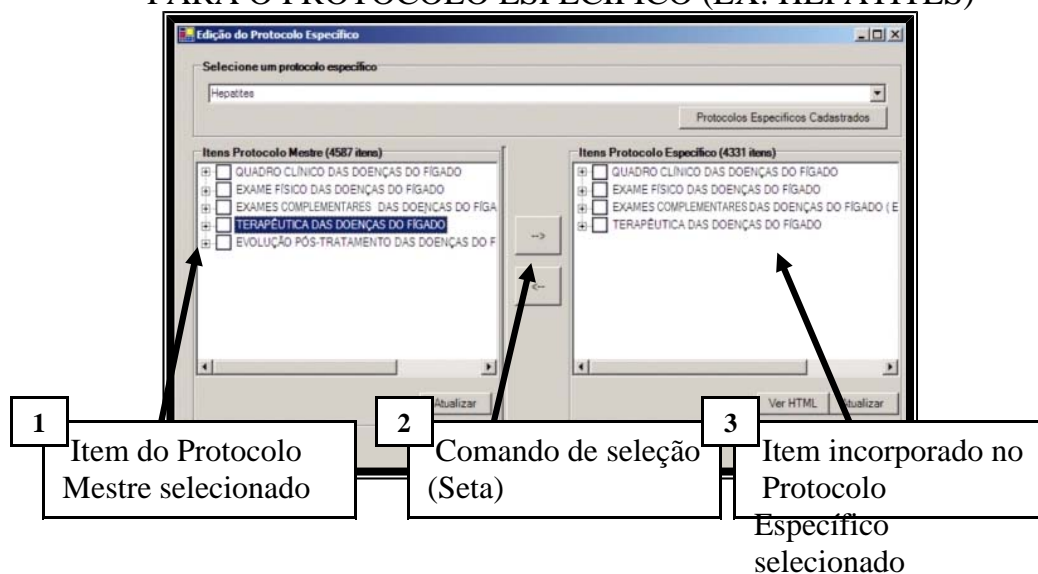 PARA O PROTOCOLO ESPECÍFICO (EX: HEPATITES)
Edição do Protocolo Específico
Selecione um protocolo específico
Hepatites
Protocolos Específicos Cadastrados
Itens Protocolo Mestre (4587 itens)
QUADRO CLÍNICO DAS DOENÇAS DO FÍGADO
EXAME FÍSICO DAS DOENÇAS DO FÍGADO
EXAMES COMPLEMENTARES DAS DOENÇAS DO FÍGA
TERAPÊUTICA DAS DOENÇAS DO FÍGADO
EVOLUÇÃO PÓS-TRATAMENTO DAS DOENÇAS DO F
Atualizar
-->
<--
Itens Protocolo Específico (4331 itens)
QUADRO CLÍNICO DAS DOENÇAS DO FÍGADO
EXAME FÍSICO DAS DOENÇAS DO FÍGADO
EXAMES COMPLEMENTARES DAS DOENÇAS DO FÍGADO ( E
TERAPÊUTICA DAS DOENÇAS DO FÍGADO
Ver HTML
Atualizar
1
Item do Protocolo
Mestre selecionado
2
Comando de seleção
(Seta)
3
Item incorporado no
Protocolo
Específico
selecionado